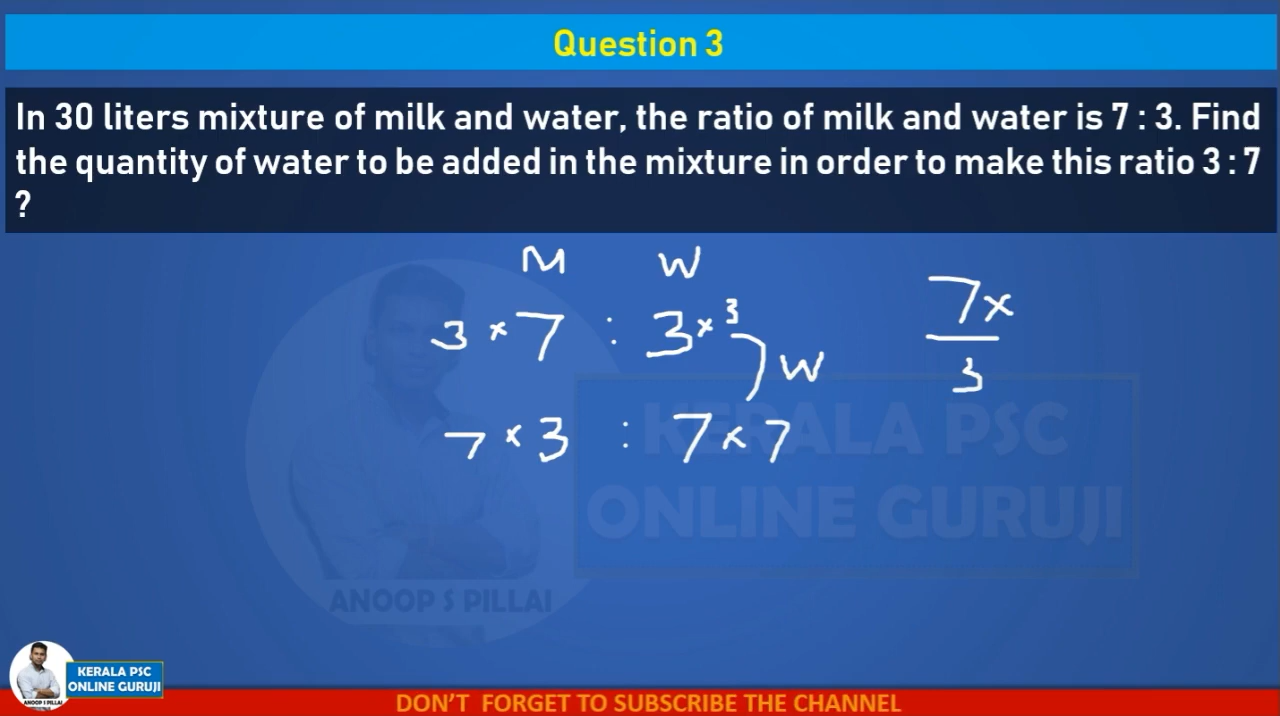 Question 3
In 30 liters mixture of milk and water, the ratio of milk and water is 7 : 3. Find
the quantity of water to be added in the mixture in order to make this ratio 3 : 7
?
M W
3 × 7 : 3 × 3
7x
3
W
7 × 3 : 7 × 7
KERALA PSC
ONLINE GURUJI
ANOOP S PILLAI
KERALA PSC
ONLINE GURUJI
ANOOP S PILLAI
DON'T FORGET TO SUBSCRIBE THE CHANNEL